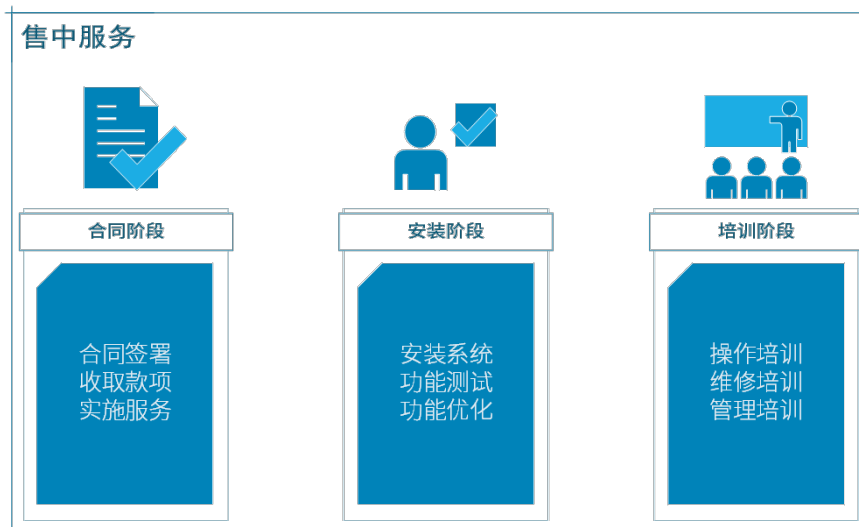 售中服务
合同阶段
安装阶段
培训阶段
合同签署
收取款项
实施服务
安装系统
功能测试
功能优化
操作培训
维修培训
管理培训